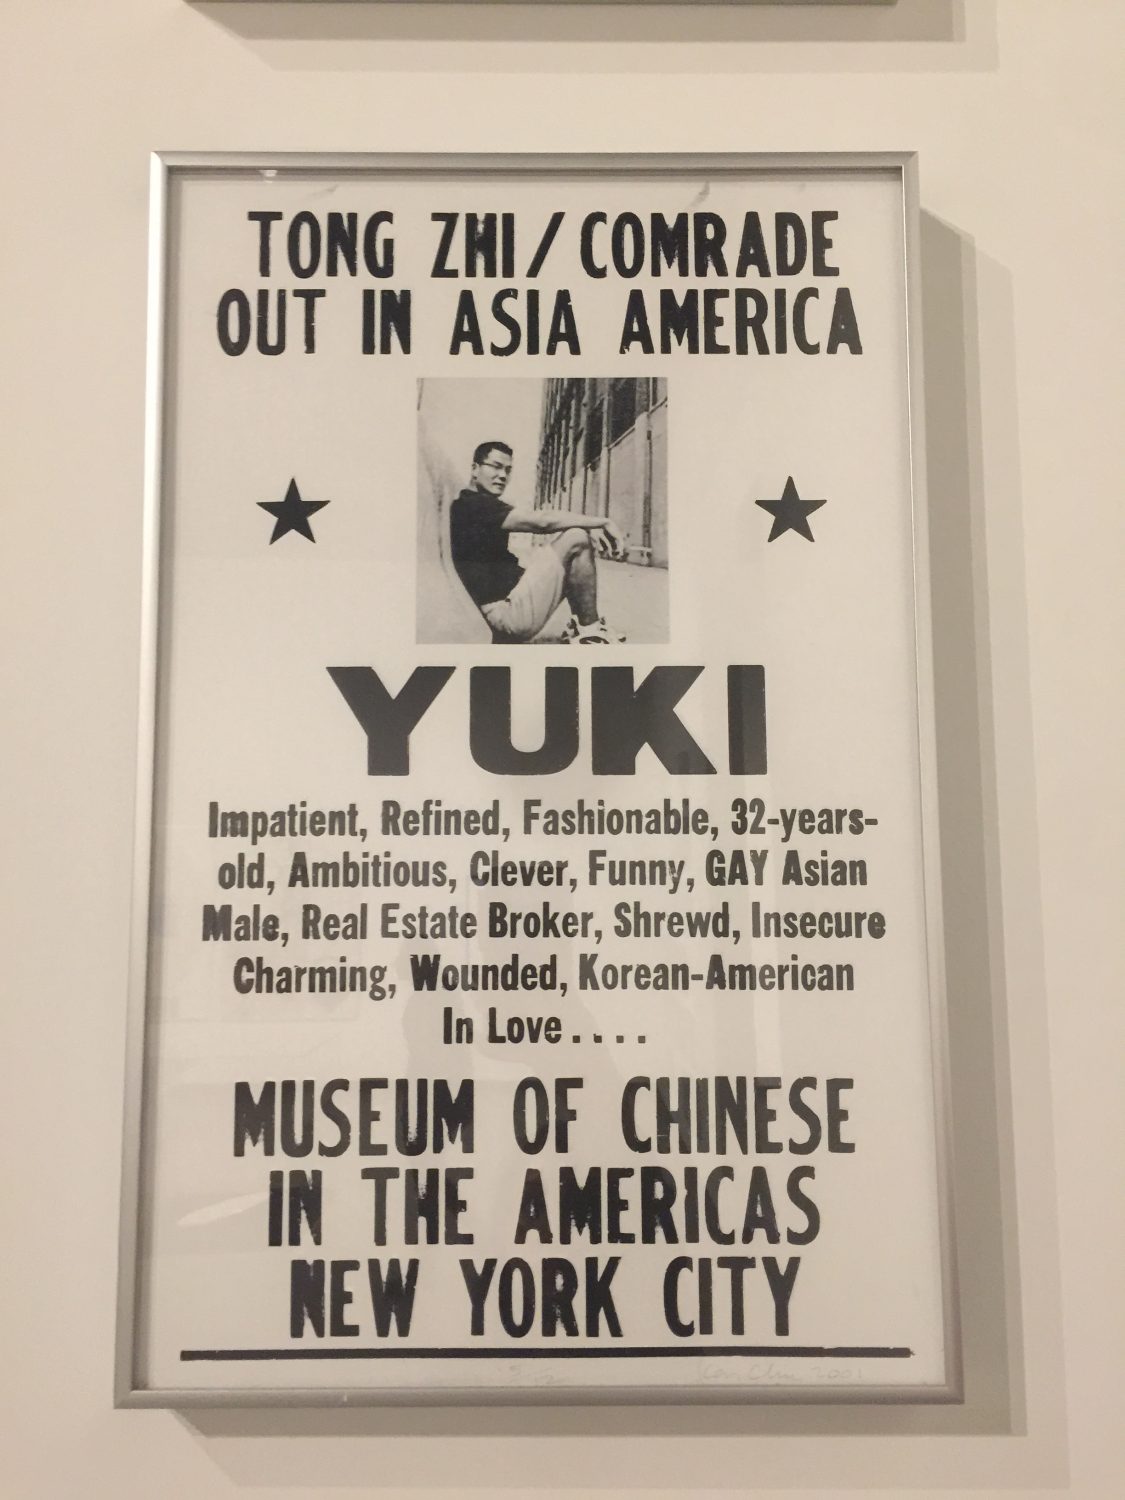 TONG ZHI/COMRADE
OUT IN ASIA AMERICA
YUKI
Impatient, Refined, Fashionable, 32-years-
old, Ambitious, Clever, Funny, GAY Asian
Male, Real Estate Broker, Shrewd, Insecure
Charming, Wounded, Korean-American
In Love....
MUSEUM OF CHINESE
IN THE AMERICAS
NEW YORK CITY
2001